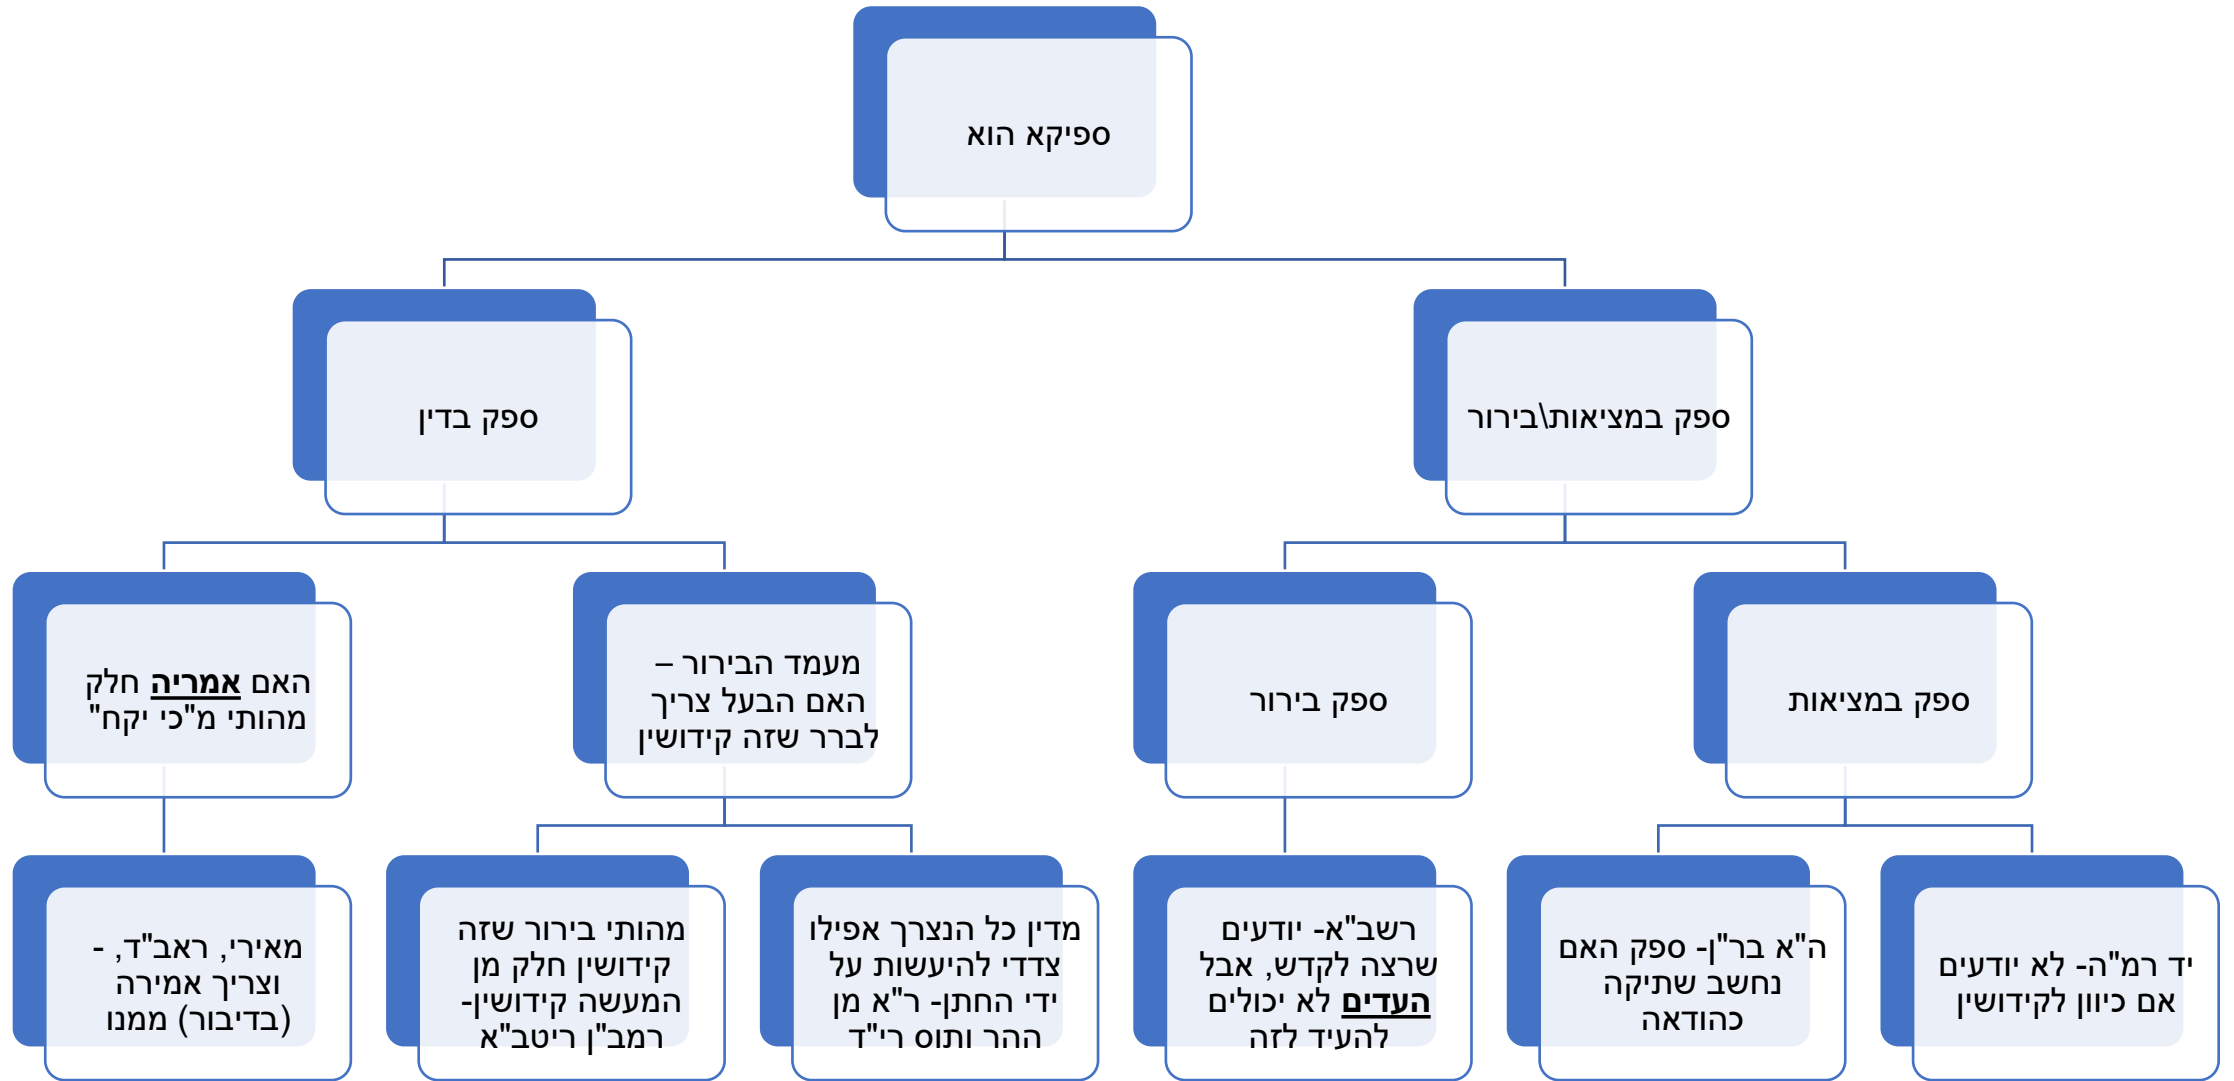 ספיקא הוא
ספק במציאות\בירור
ספק בדין
ספק במציאות
ספק בירור
מעמד הבירור –
האם הבעל צריך
לברר שזה קידושין
האם אמריה חלק
מהותי מ"כי יקח"
יד רמ"ה- לא יודעים
אם כיוון לקידושין
ה"א בר"ן- ספק האם
נחשב שתיקה
כהודאה
רשב"א- יודעים
שרצה לקדש, אבל
העדים לא יכולים
להעיד לזה
מדין כל הנצרך אפילו
צדדי להיעשות על
ידי החתן- ר"א מן
ההר ותוס רי"ד
מהותי בירור שזה
קידושין חלק מן
המעשה קידושין-
רמב"ן ריטב"א
מאירי, ראב"ד, -
וצריך אמירה
(בדיבור) ממנו